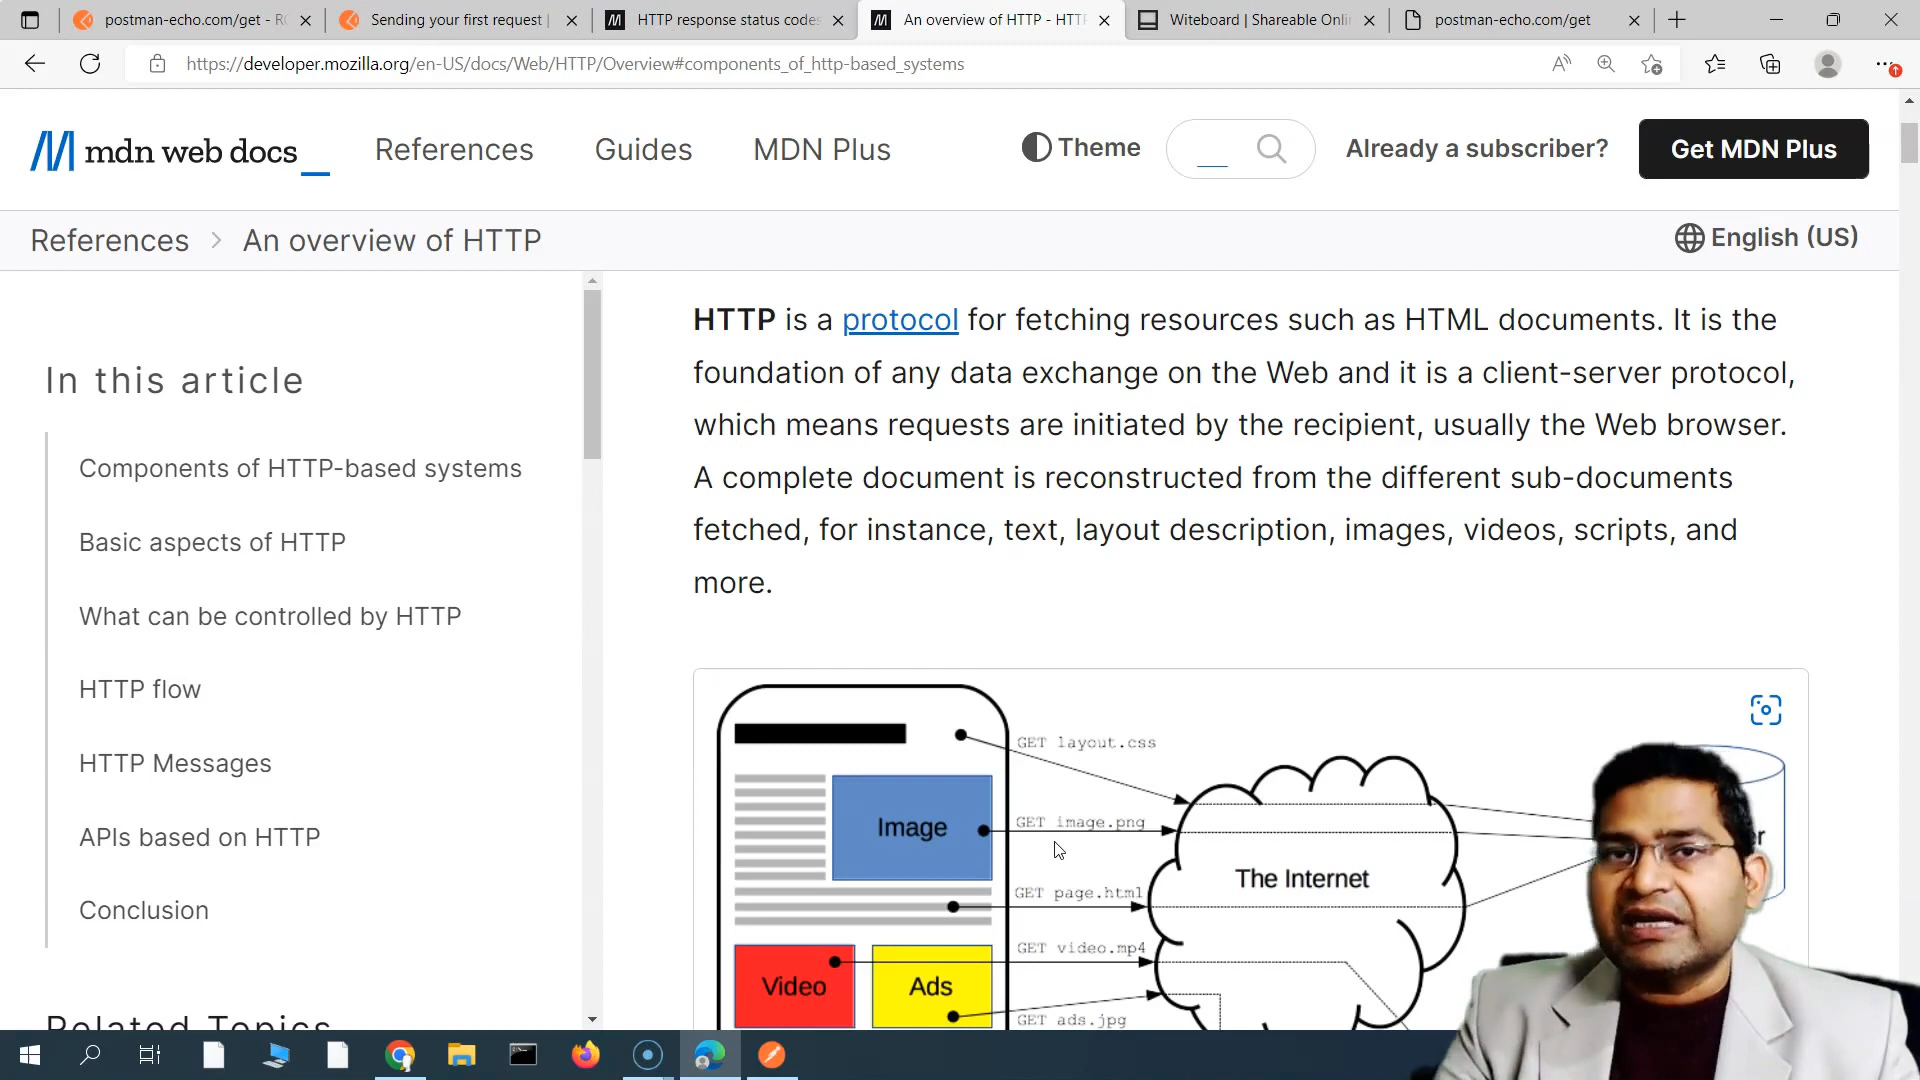 postman-echo.com/get - R
Sending your first request |
HTTP response status codes
An overview of HTTP - HTT
Witeboard | Shareable Onli
postman-echo.com/get
https://developer.mozilla.org/en-US/docs/Web/HTTP/Overview#components_of_http-based_systems
mdn web docs_
References
Guides
MDN Plus
Theme
Already a subscriber?
Get MDN Plus
References > An overview of HTTP
English (US)
In this article
Components of HTTP-based systems
Basic aspects of HTTP
What can be controlled by HTTP
HTTP flow
HTTP Messages
APIs based on HTTP
Conclusion
Related Topics
HTTP is a protocol for fetching resources such as HTML documents. It is the
foundation of any data exchange on the Web and it is a client-server protocol,
which means requests are initiated by the recipient, usually the Web browser.
A complete document is reconstructed from the different sub-documents
fetched, for instance, text, layout description, images, videos, scripts, and
more.
GET layout.css
Image
GET image.png
The Internet
GET page.html
GET video.mp4
Video
Ads
GET ads.jpg